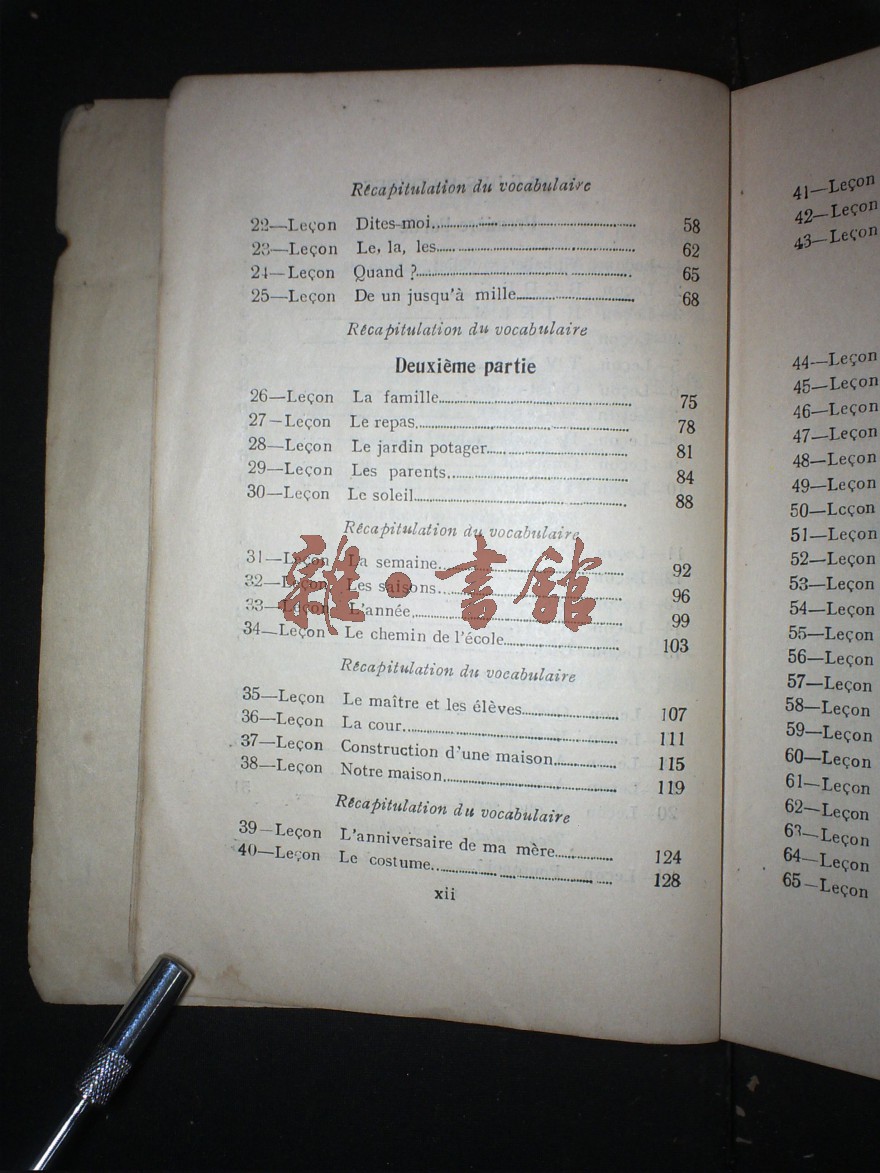 Récapitulation du vocabulaire
22—Leçon Dites-moi 58
23—Leçon Le, la, les 62
24—Leçon Quand ? 65
25—Leçon De un jusqu'à mille 68
Récapitulation du vocabulaire
Deuxième partie
26—Leçon La famille 75
27—Leçon Le repas 78
28—Leçon Le jardin potager 81
29—Leçon Les parents 84
30—Leçon Le soleil 88
Récapitulation du vocabulaire
31—Leçon La semaine 92
32—Leçon Les saisons 96
33—Leçon L'année 99
34—Leçon Le chemin de l'école 103
雜·書館
Récapitulation du vocabulaire
35—Leçon Le maître et les élèves 107
36—Leçon La cour 111
37—Leçon Construction d'une maison 115
38—Leçon Notre maison 119
Récapitulation du vocabulaire
39—Leçon L'anniversaire de ma mère 124
40—Leçon Le costume 128
xii
41—Leçon
42—Leçon
43—Leçon
44—Leçon
45—Leçon
46—Leçon
47—Leçon
48—Leçon
49—Leçon
50—Leçon
51—Leçon
52—Leçon
53—Leçon
54—Leçon
55—Leçon
56—Leçon
57—Leçon
58—Leçon
59—Leçon
60—Leçon
61—Leçon
62—Leçon
63—Leçon
64—Leçon
65—Leçon